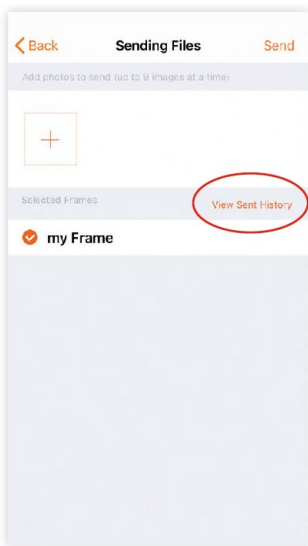 Back Sending Files Send
Add photos to send (up to 9 images at a time)
Selected Frames View Sent History
my Frame